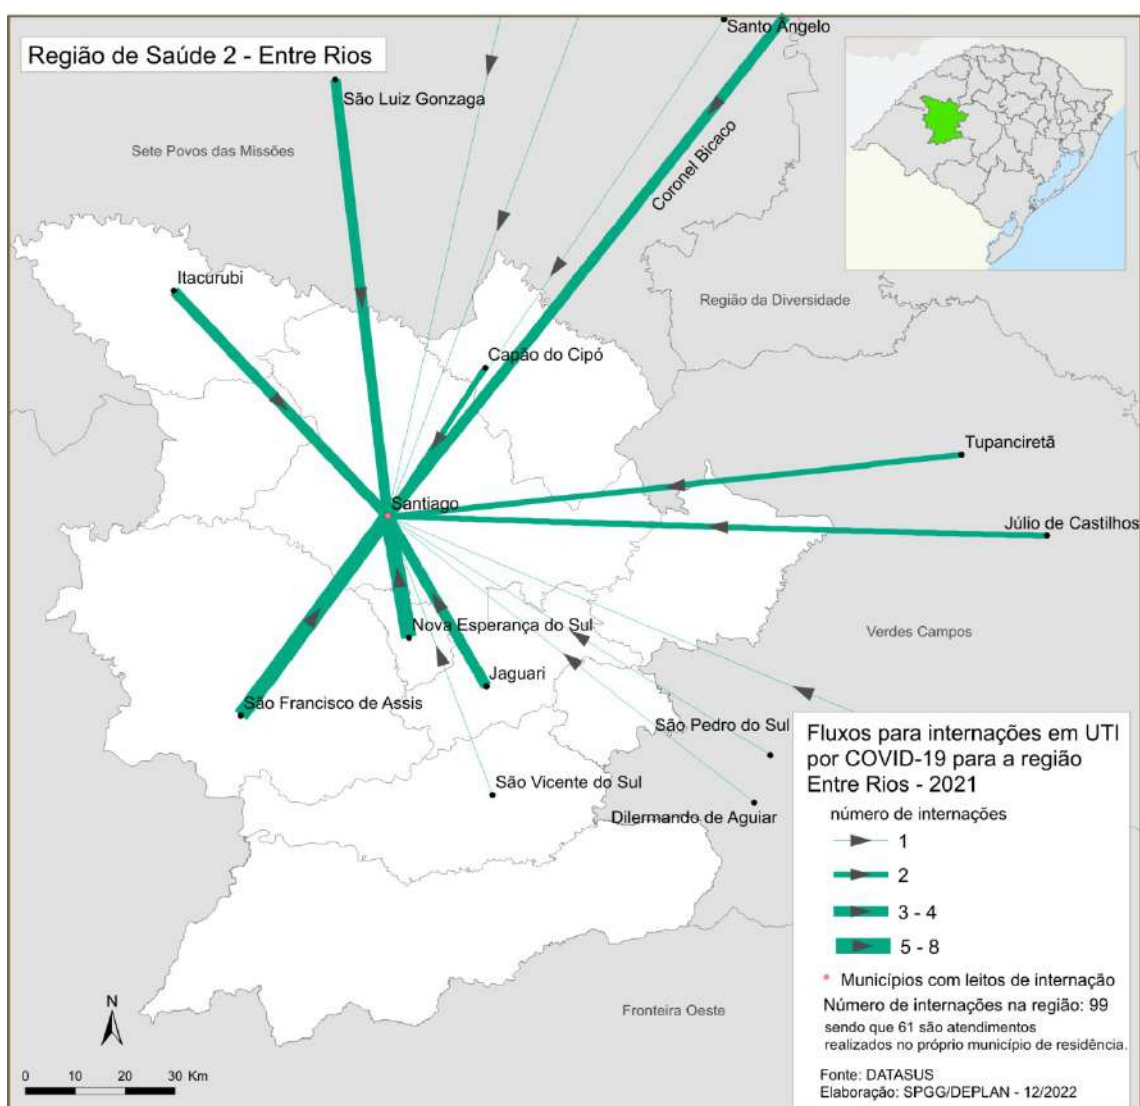 Região de Saúde 2 - Entre Rios
Santo Ângelo
São Luiz Gonzaga
Coronel Bicaco
Sete Povos das Missões
Itacurubi
Região da Diversidade
Capão do Cipó
Tupanciretã
Santiago
Júlio de Castilhos
Nova Esperança do Sul
Verdes Campos
Jaguari
São Francisco de Assis
São Pedro do Sul
São Vicente do Sul
Dilermando de Aguiar
Fluxos para internações em UTI
por COVID-19 para a região
Entre Rios - 2021
número de internações
1
2
3 - 4
5 - 8
Municípios com leitos de internação
Número de internações na região: 99
sendo que 61 são atendimentos
realizados no próprio município de residência.
Fonte: DATASUS
Elaboração: SPGG/DEPLAN - 12/2022
Fronteira Oeste
N
0 10 20 30 Km